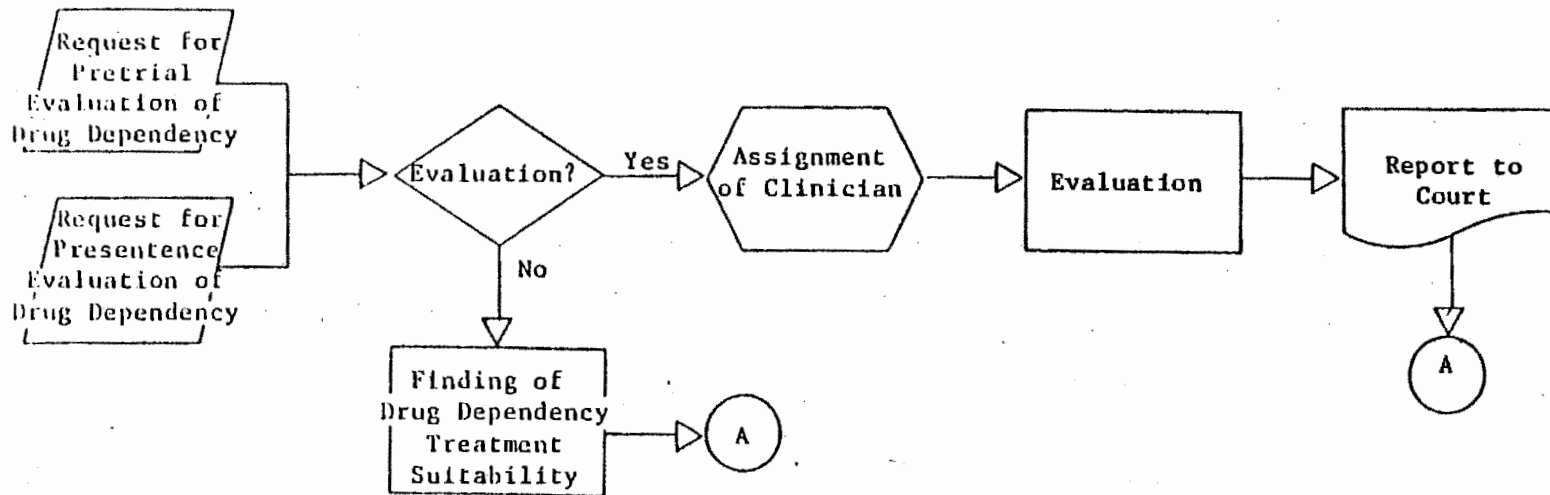 Request for
Pretrial
Evaluation of
Drug Dependency
Request for
Presentence
Evaluation of
Drug Dependency
Evaluation?
Yes
No
Assignment
of Clinician
Evaluation
Report to
Court
A
Finding of
Drug Dependency
Treatment
Suitability
A